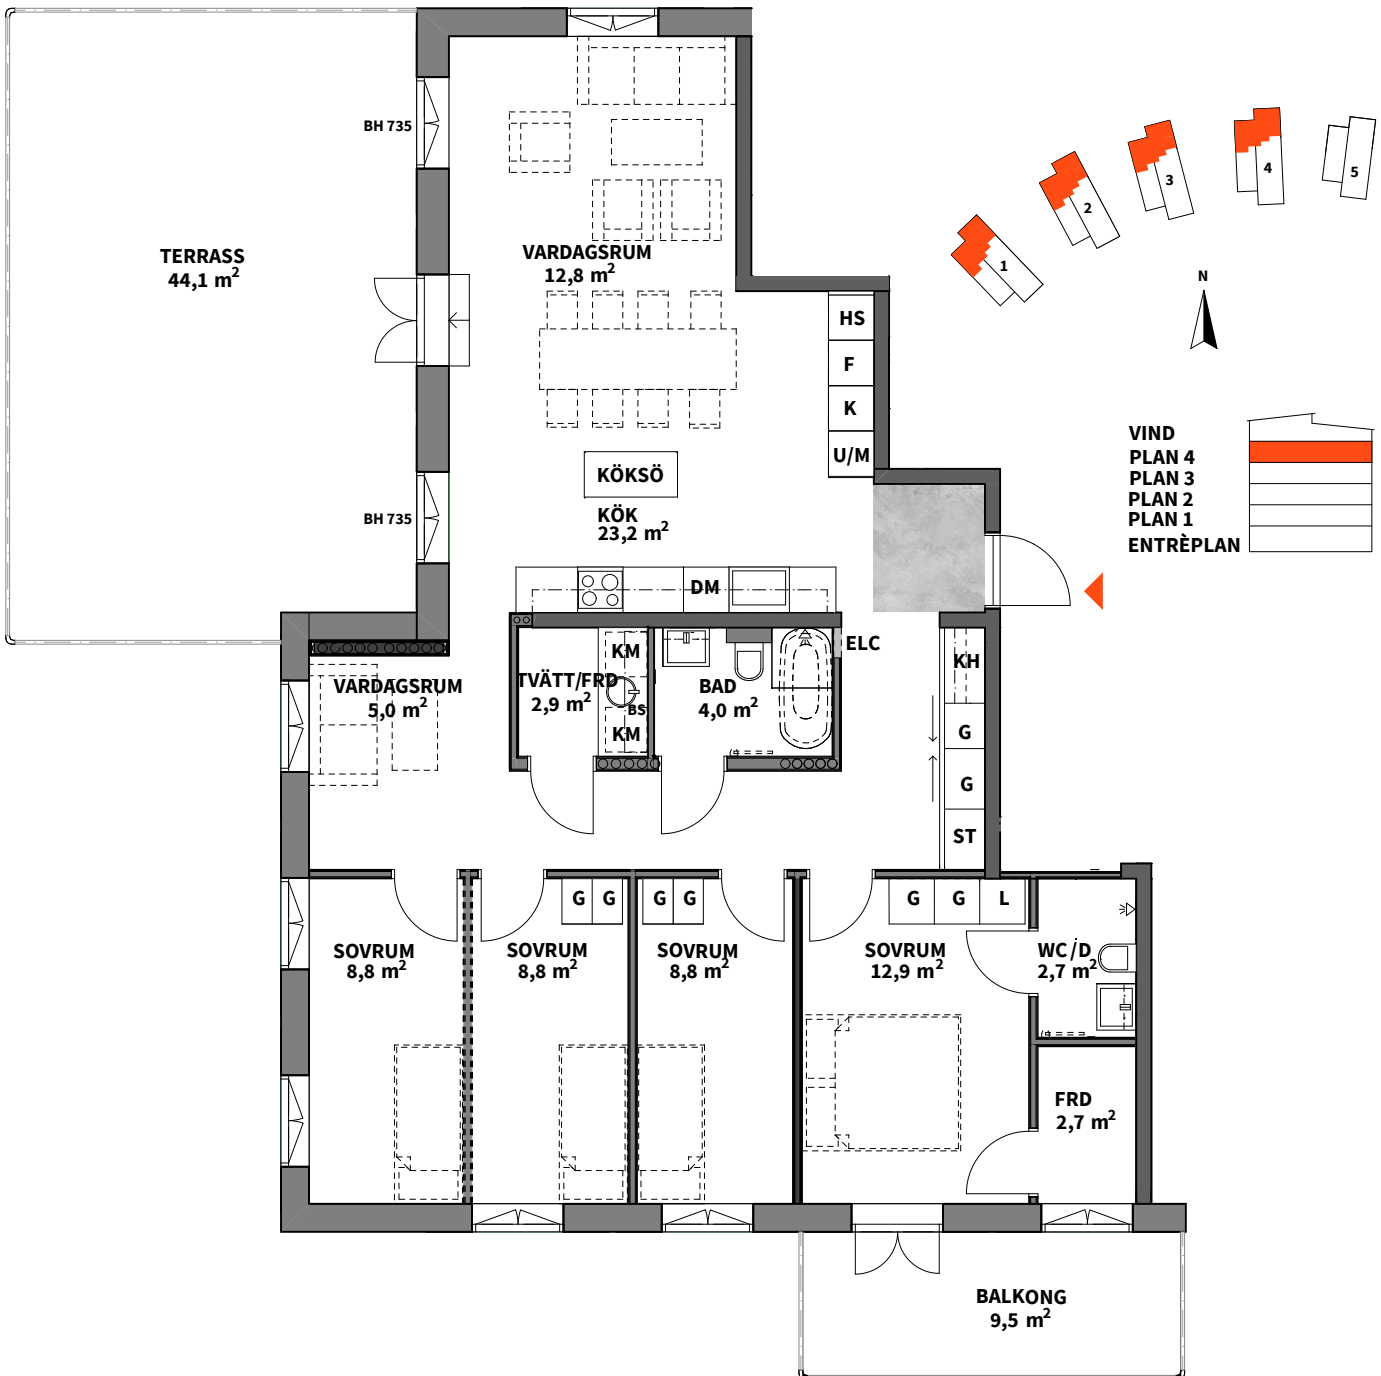 TERRASS
44,1 m²
BH 735
BH 735
VARDAGSRUM
12,8 m²
HS
F
K
U/M
KÖKSÖ
KÖK
23,2 m²
DM
ELC
KH
G
G
ST
VARDAGSRUM
5,0 m²
TVÄTT/FRD
2,9 m²
KM
BS
KM
BAD
4,0 m²
SOVRUM
8,8 m²
G G
SOVRUM
8,8 m²
G G
SOVRUM
8,8 m²
G G L
SOVRUM
12,9 m²
WC/D
2,7 m²
FRD
2,7 m²
BALKONG
9,5 m²
1
2
3
4
5
N
VIND
PLAN 4
PLAN 3
PLAN 2
PLAN 1
ENTRÈPLAN